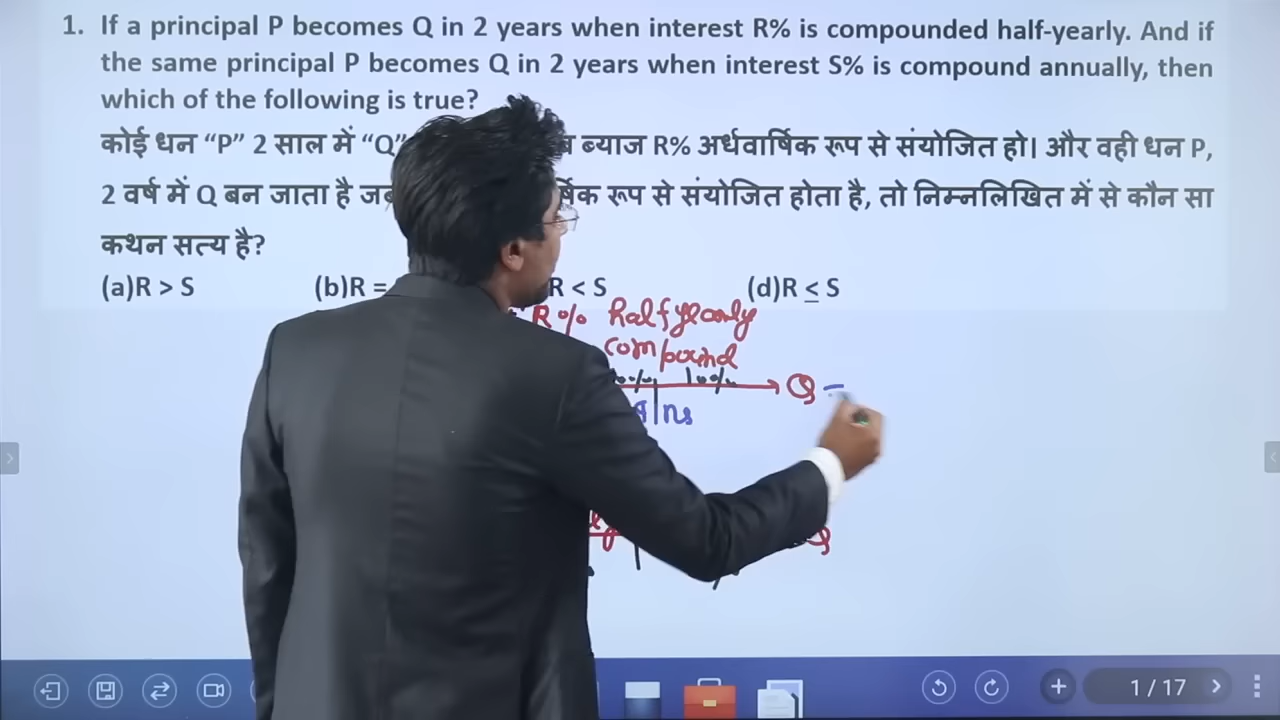 1. If a principal P becomes Q in 2 years when interest R% is compounded half-yearly. And if
the same principal P becomes Q in 2 years when interest S% is compound annually, then
which of the following is true?
कोई धन “P” 2 साल में “Q” ब्याज R% अर्धवार्षिक रूप से संयोजित हो। और वही धन P,
2 वर्ष में Q बन जाता है रूप से संयोजित होता है, तो निम्नलिखित में से कौन सा
कथन सत्य है?
(a)R > S (b)R = R < S (d)R ≤ S
R% Half yearly
compound
Q =
Q
1 / 17